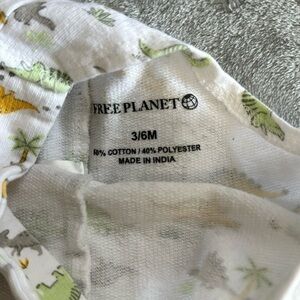 FREE PLANET
3/6M
60% COTTON / 40% POLYESTER
MADE IN INDIA